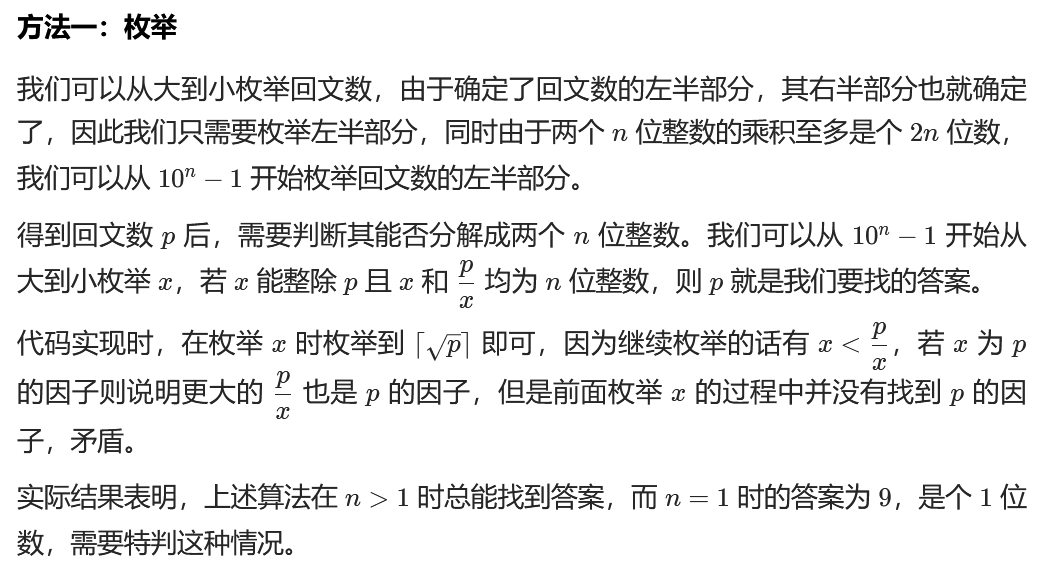 方法一：枚举
我们可以从大到小枚举回文数，由于确定了回文数的左半部分，其右半部分也就确定
了，因此我们只需要枚举左半部分，同时由于两个 n 位整数的乘积至多是个 2n 位数，
我们可以从 10ⁿ − 1 开始枚举回文数的左半部分。
得到回文数 p 后，需要判断其能否分解成两个 n 位整数。我们可以从 10ⁿ − 1 开始从
大到小枚举 x，若 x 能整除 p 且 x 和 p/x 均为 n 位整数，则 p 就是我们要找的答案。
代码实现时，在枚举 x 时枚举到 ⌈√p⌉ 即可，因为继续枚举的话有 x < p/x，若 x 为 p
的因子则说明更大的 p/x 也是 p 的因子，但是前面枚举 x 的过程中并没有找到 p 的因
子，矛盾。
实际结果表明，上述算法在 n > 1 时总能找到答案，而 n = 1 时的答案为 9，是个 1 位
数，需要特判这种情况。